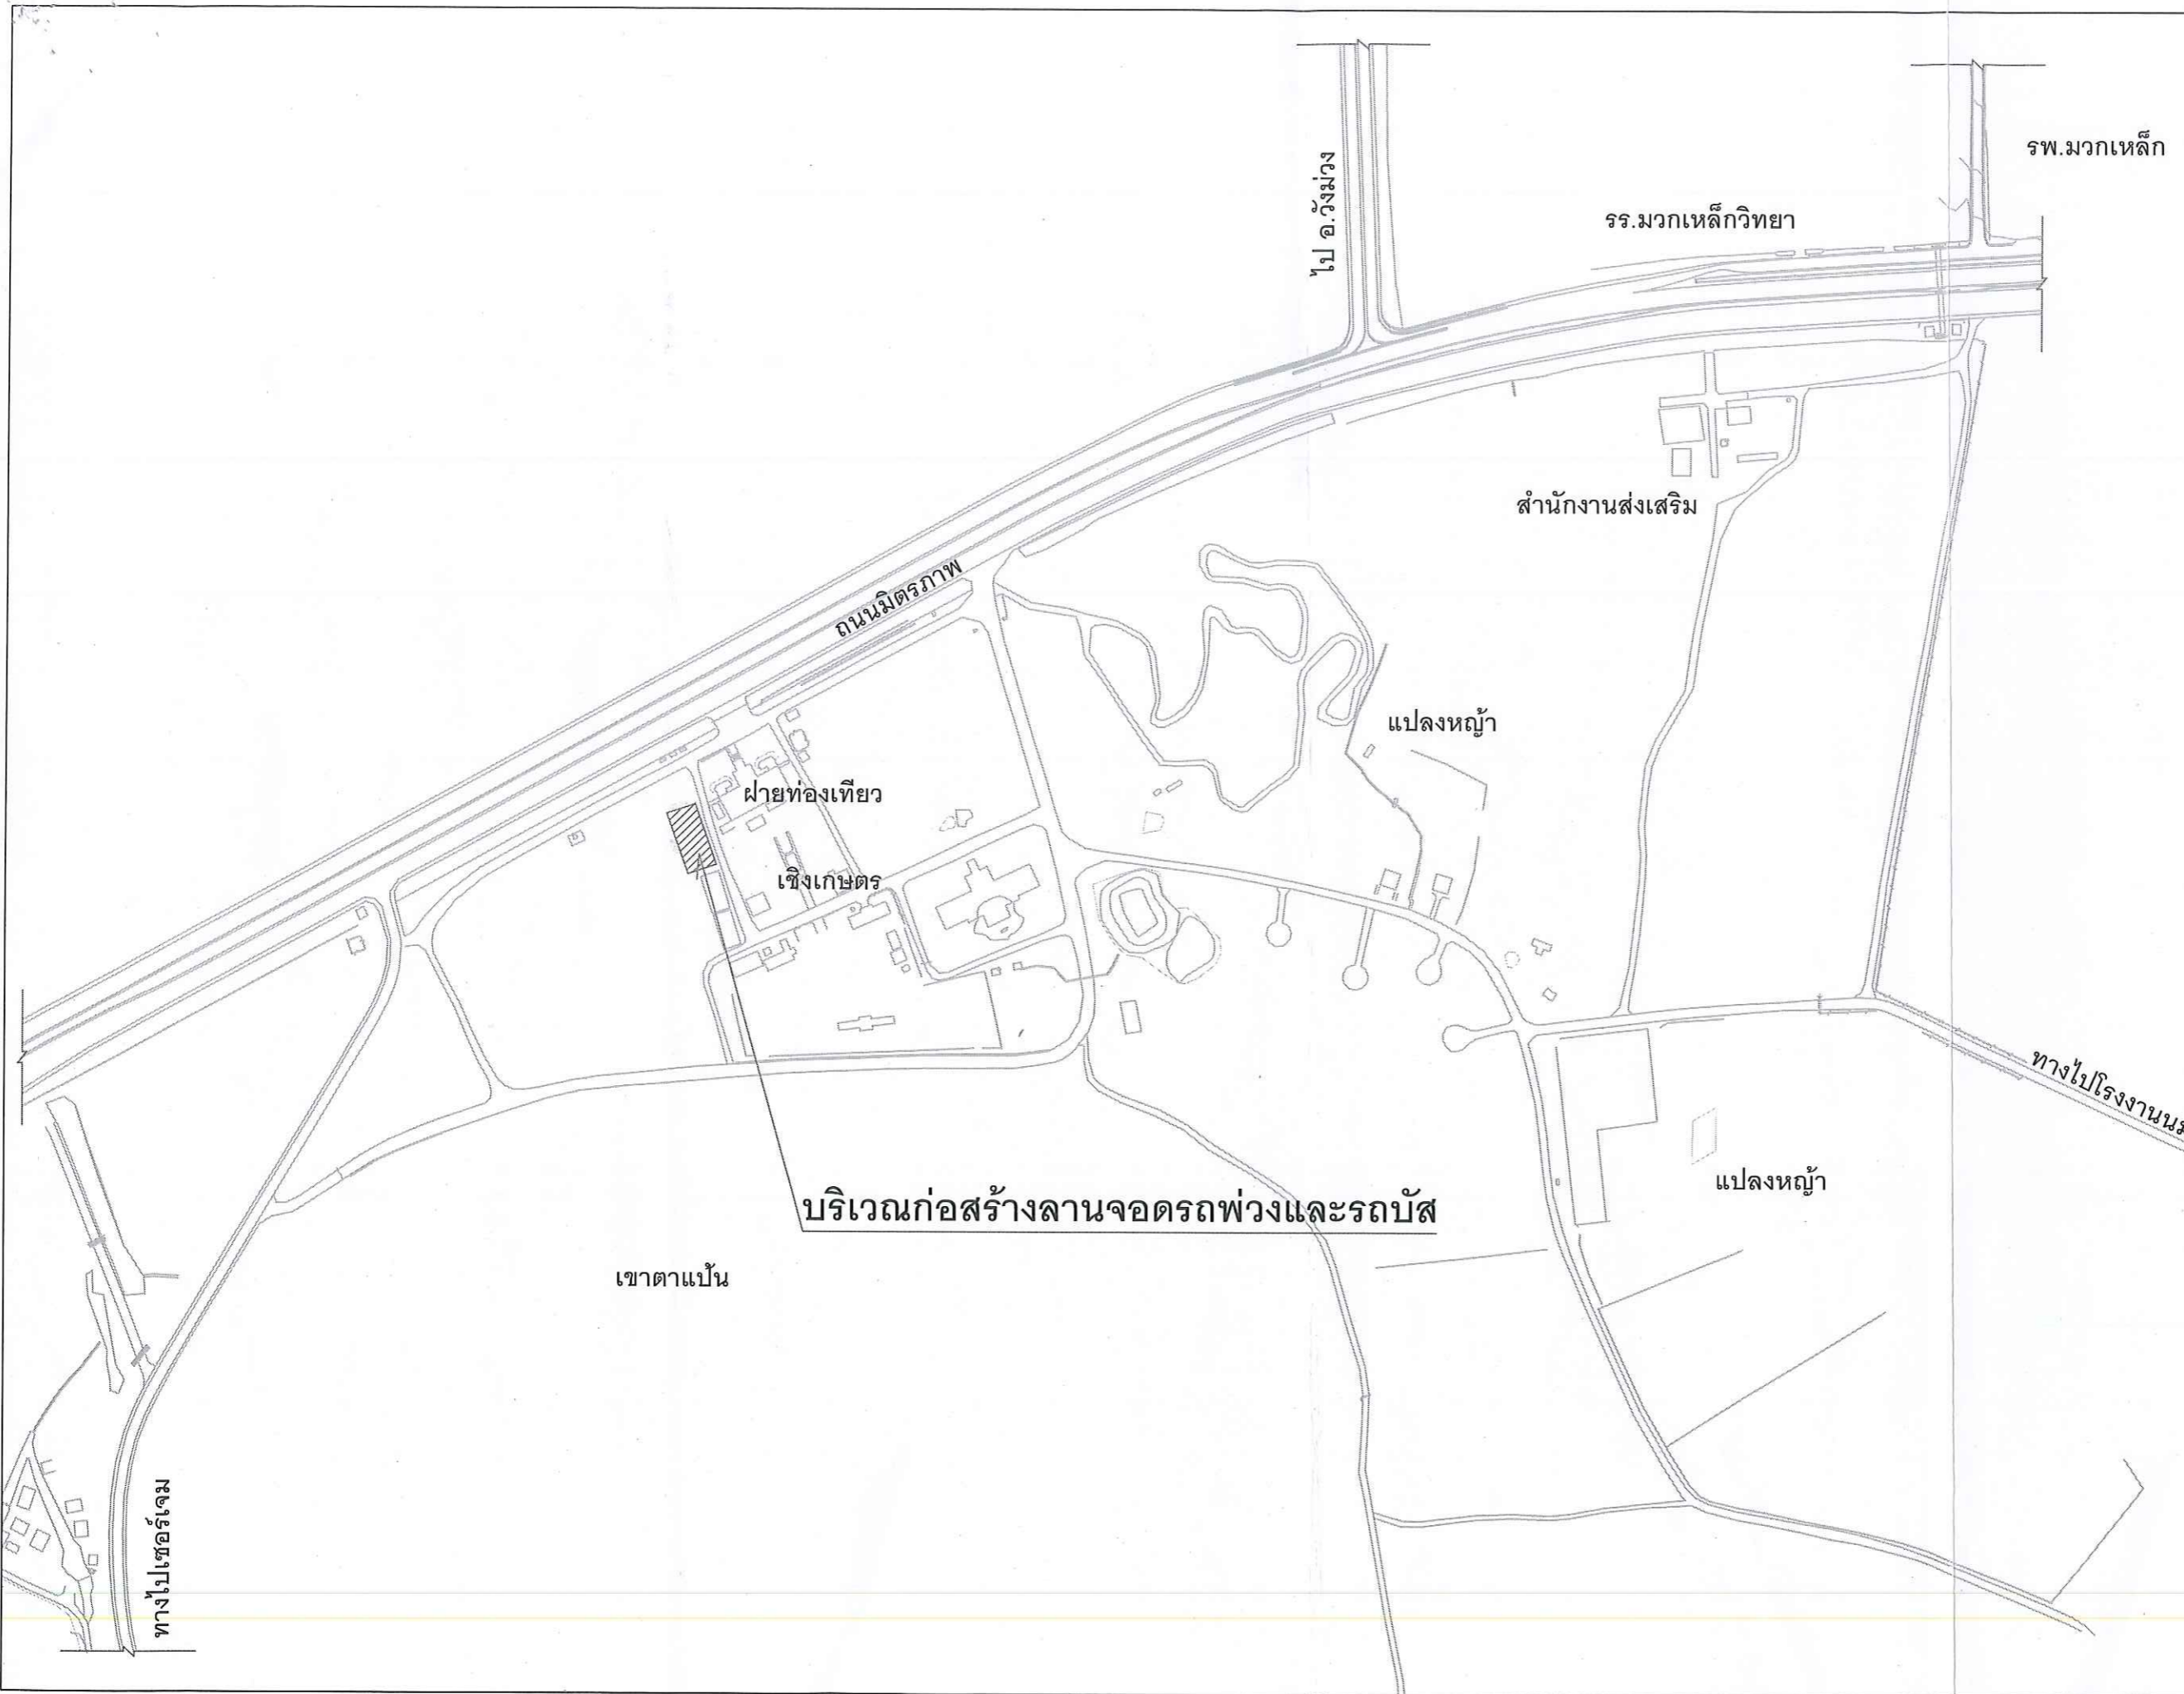 รพ.มวกเหล็ก
ไป อ.วังม่วง
รร.มวกเหล็กวิทยา
สำนักงานส่งเสริม
ถนนมิตรภาพ
แปลงหญ้า
ฝ่ายท่องเทียว
เชิงเกษตร
ทางไปโรงงานนม
แปลงหญ้า
บริเวณก่อสร้างลานจอดรถพ่วงและรถบัส
เขาตาแป้น
ทางไปเซอร์เจม